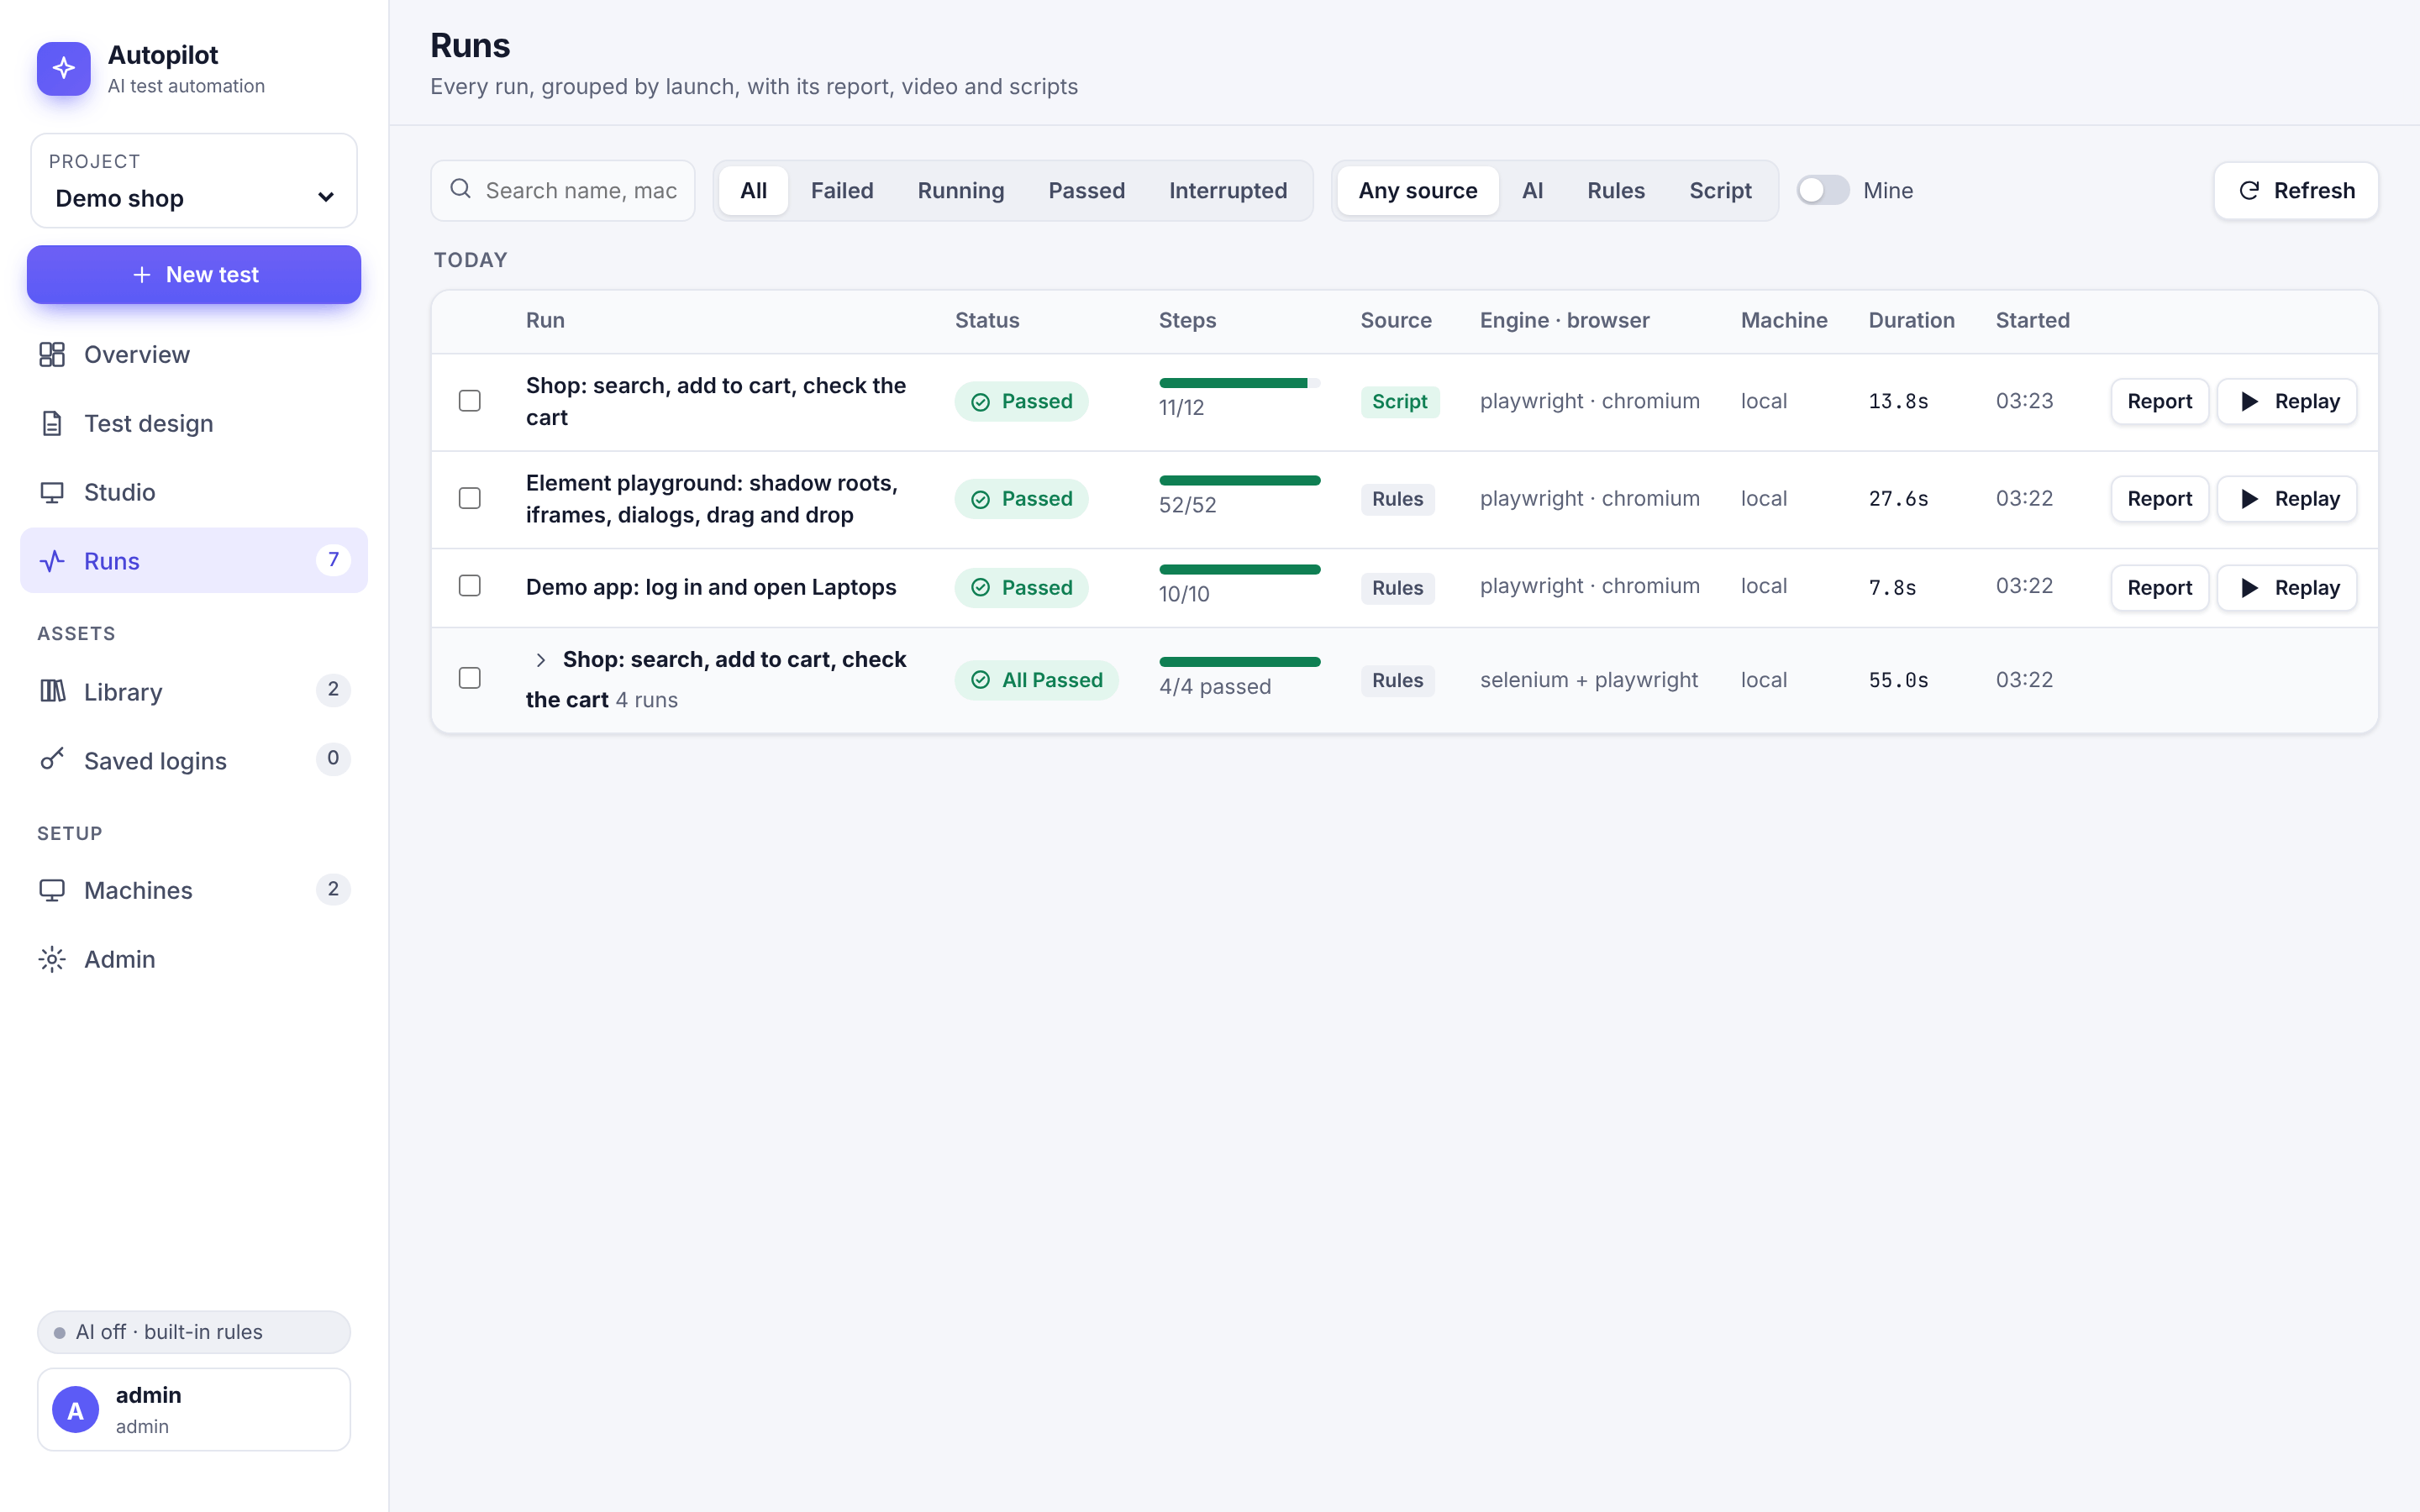 Autopilot
AI test automation
PROJECT
Demo shop
New test
Overview
Test design
Studio
Runs 7
ASSETS
Library 2
Saved logins 0
SETUP
Machines 2
Admin
AI off · built-in rules
A
admin
admin
Runs
Every run, grouped by launch, with its report, video and scripts
Search name, mac
All Failed Running Passed Interrupted
Any source AI Rules Script
Mine
Refresh
TODAY
Run Status Steps Source Engine · browser Machine Duration Started
Shop: search, add to cart, check the
cart
Passed 11/12 Script playwright · chromium local 13.8s 03:23 Report Replay
Element playground: shadow roots,
iframes, dialogs, drag and drop
Passed 52/52 Rules playwright · chromium local 27.6s 03:22 Report Replay
Demo app: log in and open Laptops Passed 10/10 Rules playwright · chromium local 7.8s 03:22 Report Replay
Shop: search, add to cart, check
the cart 4 runs
All Passed 4/4 passed Rules selenium + playwright local 55.0s 03:22